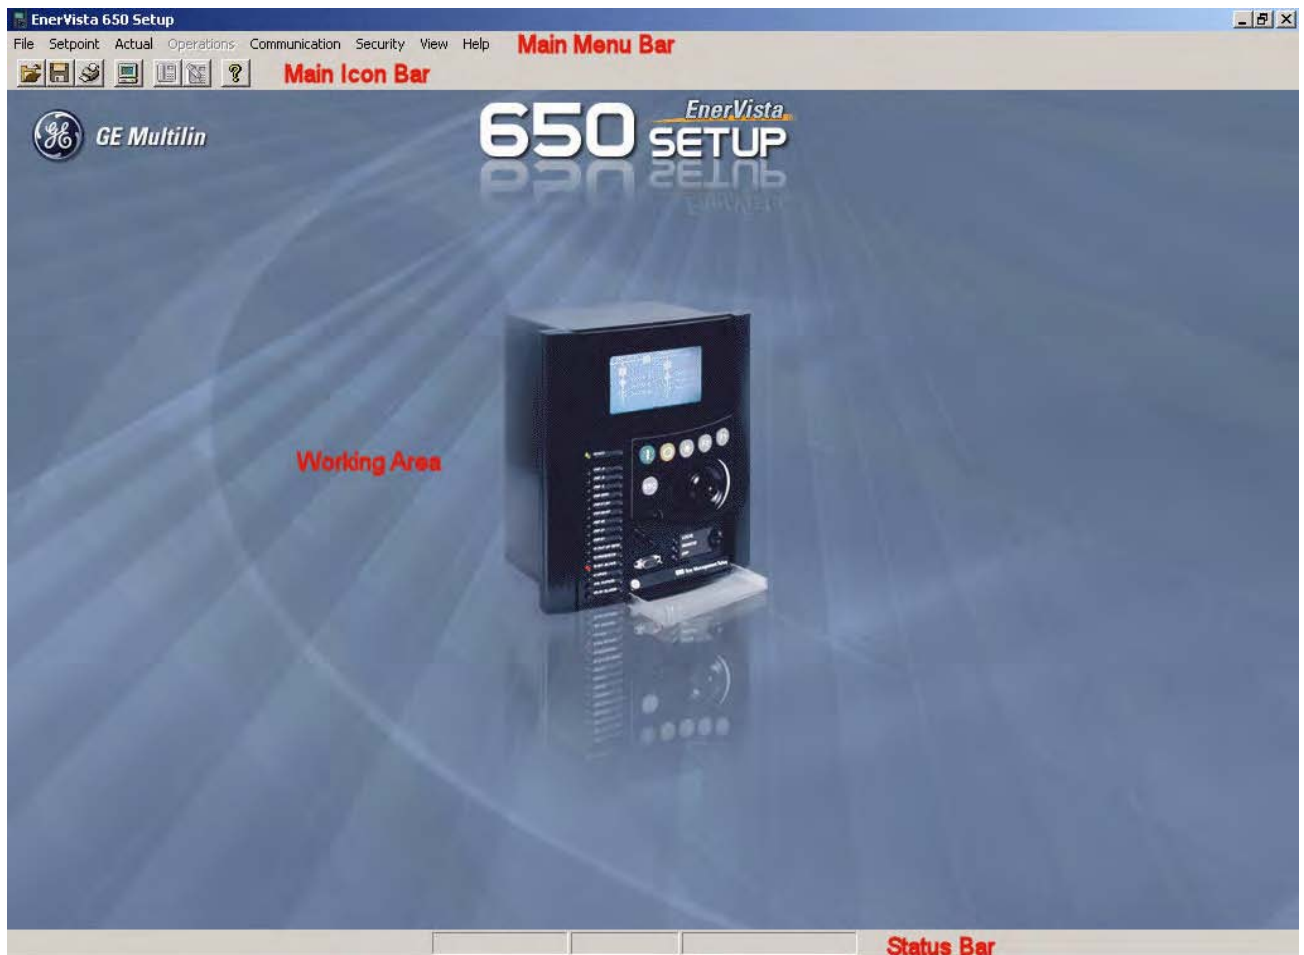 EnerVista 650 Setup
File Setpoint Actual Operations Communication Security View Help Main Menu Bar
Main Icon Bar
GE Multilin
650 EnerVista SETUP
Working Area
Status Bar